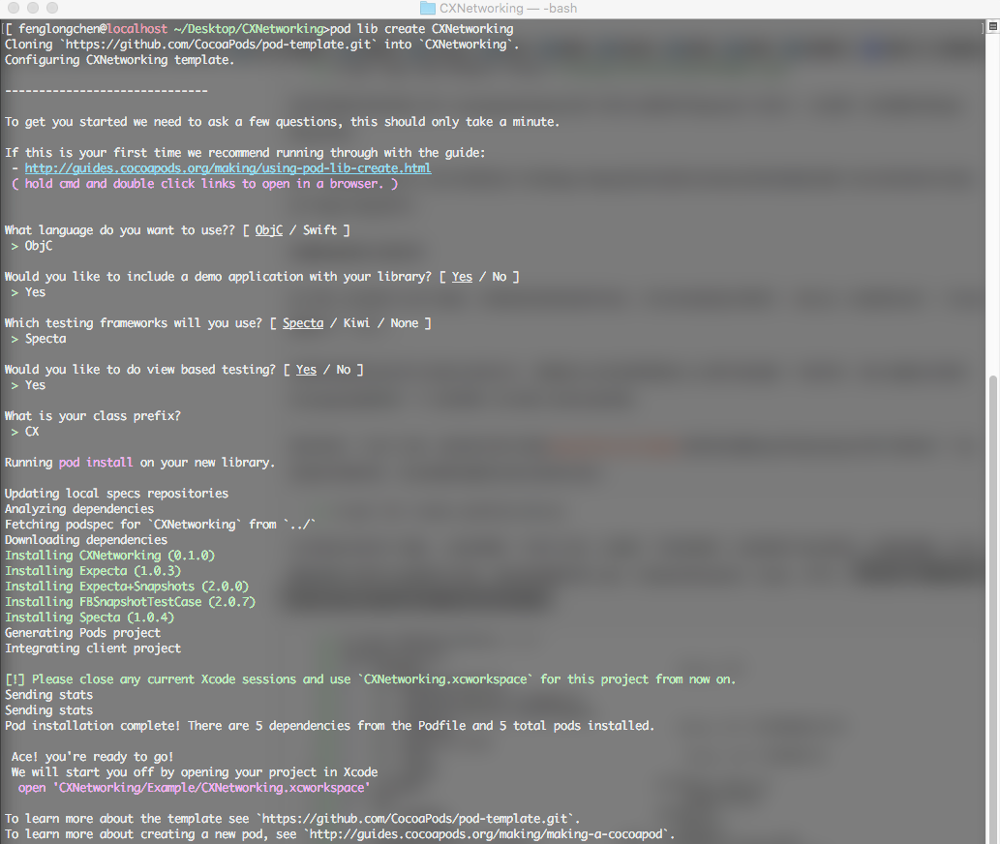 CXNetworking — -bash
[ fenglongchen@localhost ~/Desktop/CXNetworking>pod lib create CXNetworking ]
Cloning `https://github.com/CocoaPods/pod-template.git` into `CXNetworking`.
Configuring CXNetworking template.
------------------------------
To get you started we need to ask a few questions, this should only take a minute.
If this is your first time we recommend running through with the guide:
- http://guides.cocoapods.org/making/using-pod-lib-create.html
( hold cmd and double click links to open in a browser. )
What language do you want to use?? [ ObjC / Swift ]
> ObjC
Would you like to include a demo application with your library? [ Yes / No ]
> Yes
Which testing frameworks will you use? [ Specta / Kiwi / None ]
> Specta
Would you like to do view based testing? [ Yes / No ]
> Yes
What is your class prefix?
> CX
Running pod install on your new library.
Updating local specs repositories
Analyzing dependencies
Fetching podspec for `CXNetworking` from `../`
Downloading dependencies
Installing CXNetworking (0.1.0)
Installing Expecta (1.0.3)
Installing Expecta+Snapshots (2.0.0)
Installing FBSnapshotTestCase (2.0.7)
Installing Specta (1.0.4)
Generating Pods project
Integrating client project
[!] Please close any current Xcode sessions and use `CXNetworking.xcworkspace` for this project from now on.
Sending stats
Sending stats
Pod installation complete! There are 5 dependencies from the Podfile and 5 total pods installed.
Ace! you're ready to go!
We will start you off by opening your project in Xcode
open 'CXNetworking/Example/CXNetworking.xcworkspace'
To learn more about the template see `https://github.com/CocoaPods/pod-template.git`.
To learn more about creating a new pod, see `http://guides.cocoapods.org/making/making-a-cocoapod`.